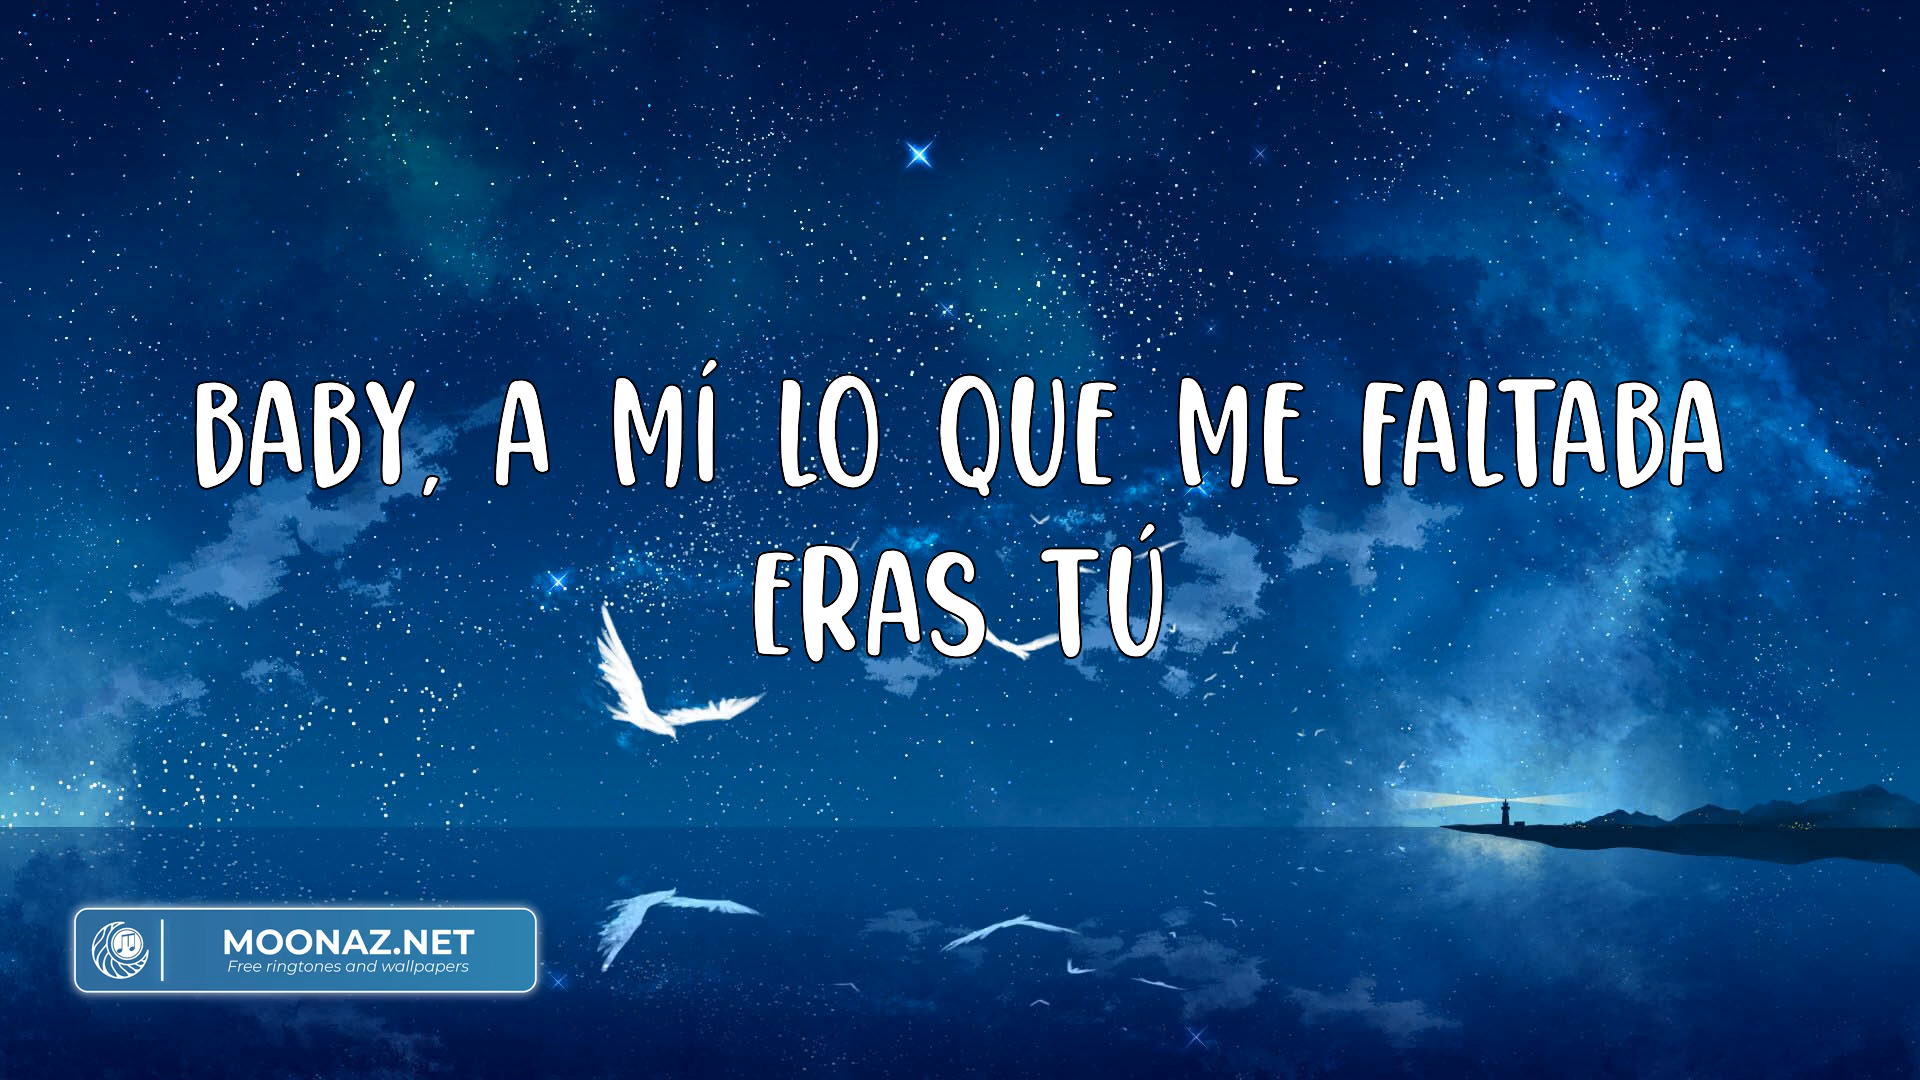 BABY, A MÍ LO QUE ME FALTABA
ERAS TÚ
MOONAZ.NET
Free ringtones and wallpapers